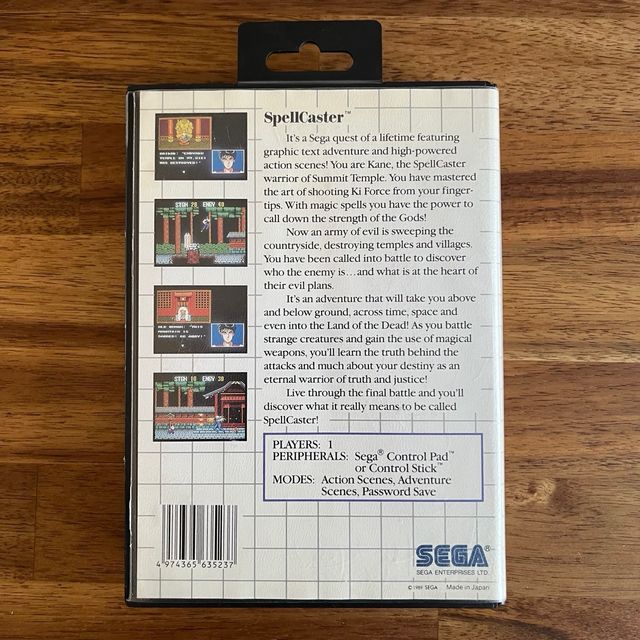 SpellCaster™
It's a Sega quest of a lifetime featuring
graphic text adventure and high-powered
action scenes! You are Kane, the SpellCaster
warrior of Summit Temple. You have mastered
the art of shooting Ki Force from your finger-
tips. With magic spells you have the power to
call down the strength of the Gods!
Now an army of evil is sweeping the
countryside, destroying temples and villages.
You have been called into battle to discover
who the enemy is...and what is at the heart of
their evil plans.
It's an adventure that will take you above
and below ground, across time, space and
even into the Land of the Dead! As you battle
strange creatures and gain the use of magical
weapons, you'll learn the truth behind the
attacks and much about your destiny as an
eternal warrior of truth and justice!
Live through the final battle and you'll
discover what it really means to be called
SpellCaster!
PLAYERS: 1
PERIPHERALS: Sega® Control Pad™
or Control Stick™
MODES: Action Scenes, Adventure
Scenes, Password Save
4 974365 635237
SEGA®
SEGA ENTERPRISES LTD.
Made in Japan